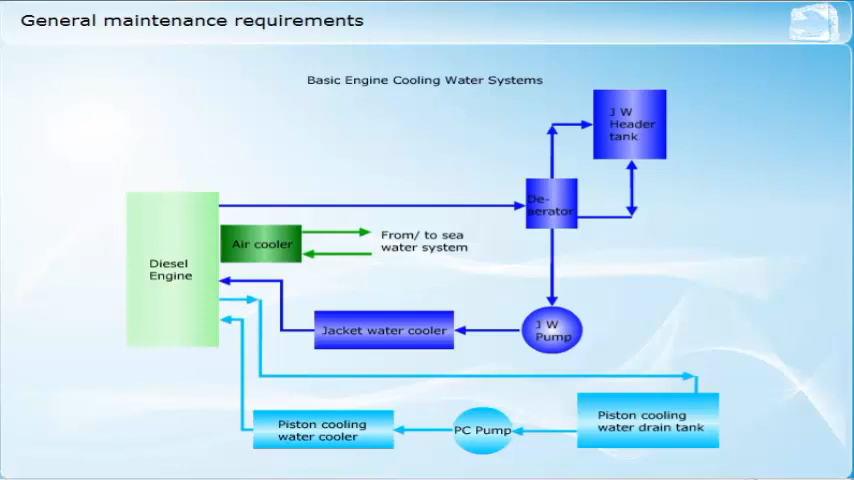 General maintenance requirements
Basic Engine Cooling Water Systems
J W
Header
tank
De-
aerator
Air cooler
From/ to sea
water system
Diesel
Engine
Jacket water cooler
J W
Pump
Piston cooling
water cooler
PC Pump
Piston cooling
water drain tank